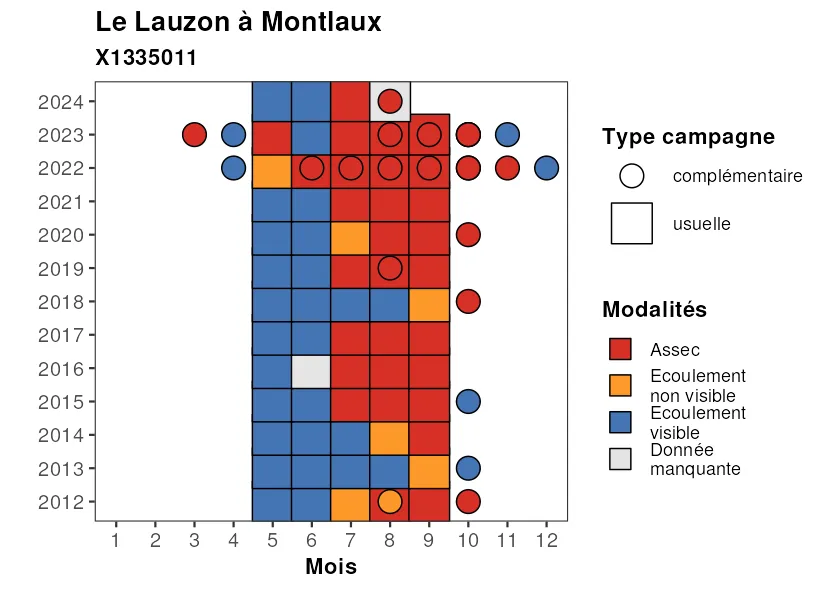 Le Lauzon à Montlaux
X1335011
2024
2023
2022
2021
2020
2019
2018
2017
2016
2015
2014
2013
2012
1 2 3 4 5 6 7 8 9 10 11 12
Mois
Type campagne
complémentaire
usuelle
Modalités
Assec
Ecoulement
non visible
Ecoulement
visible
Donnée
manquante